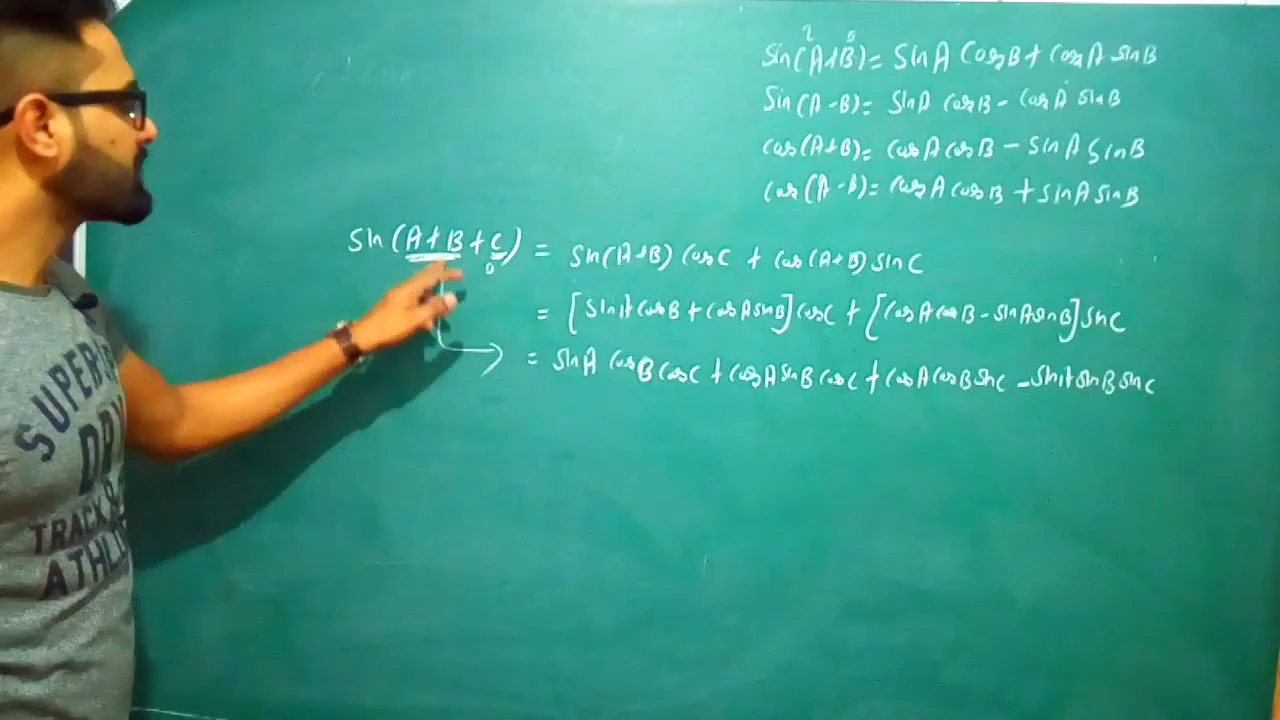 sin(A+B) = sinA cosB + cosA sinB
sin(A-B) = sinA cosB - cosA sinB
cos(A+B) = cosA cosB - sinA sinB
cos(A-B) = cosA cosB + sinA sinB
sin(A+B+C) = sin(A+B) cosC + cos(A+B) sinC
= [sinA cosB + cosA sinB] cosC + [cosA cosB - sinA sinB] sinC
= sinA cosB cosC + cosA sinB cosC + cosA cosB sinC - sinA sinB sinC
SUPER
DRY
TRACK &
ATHL